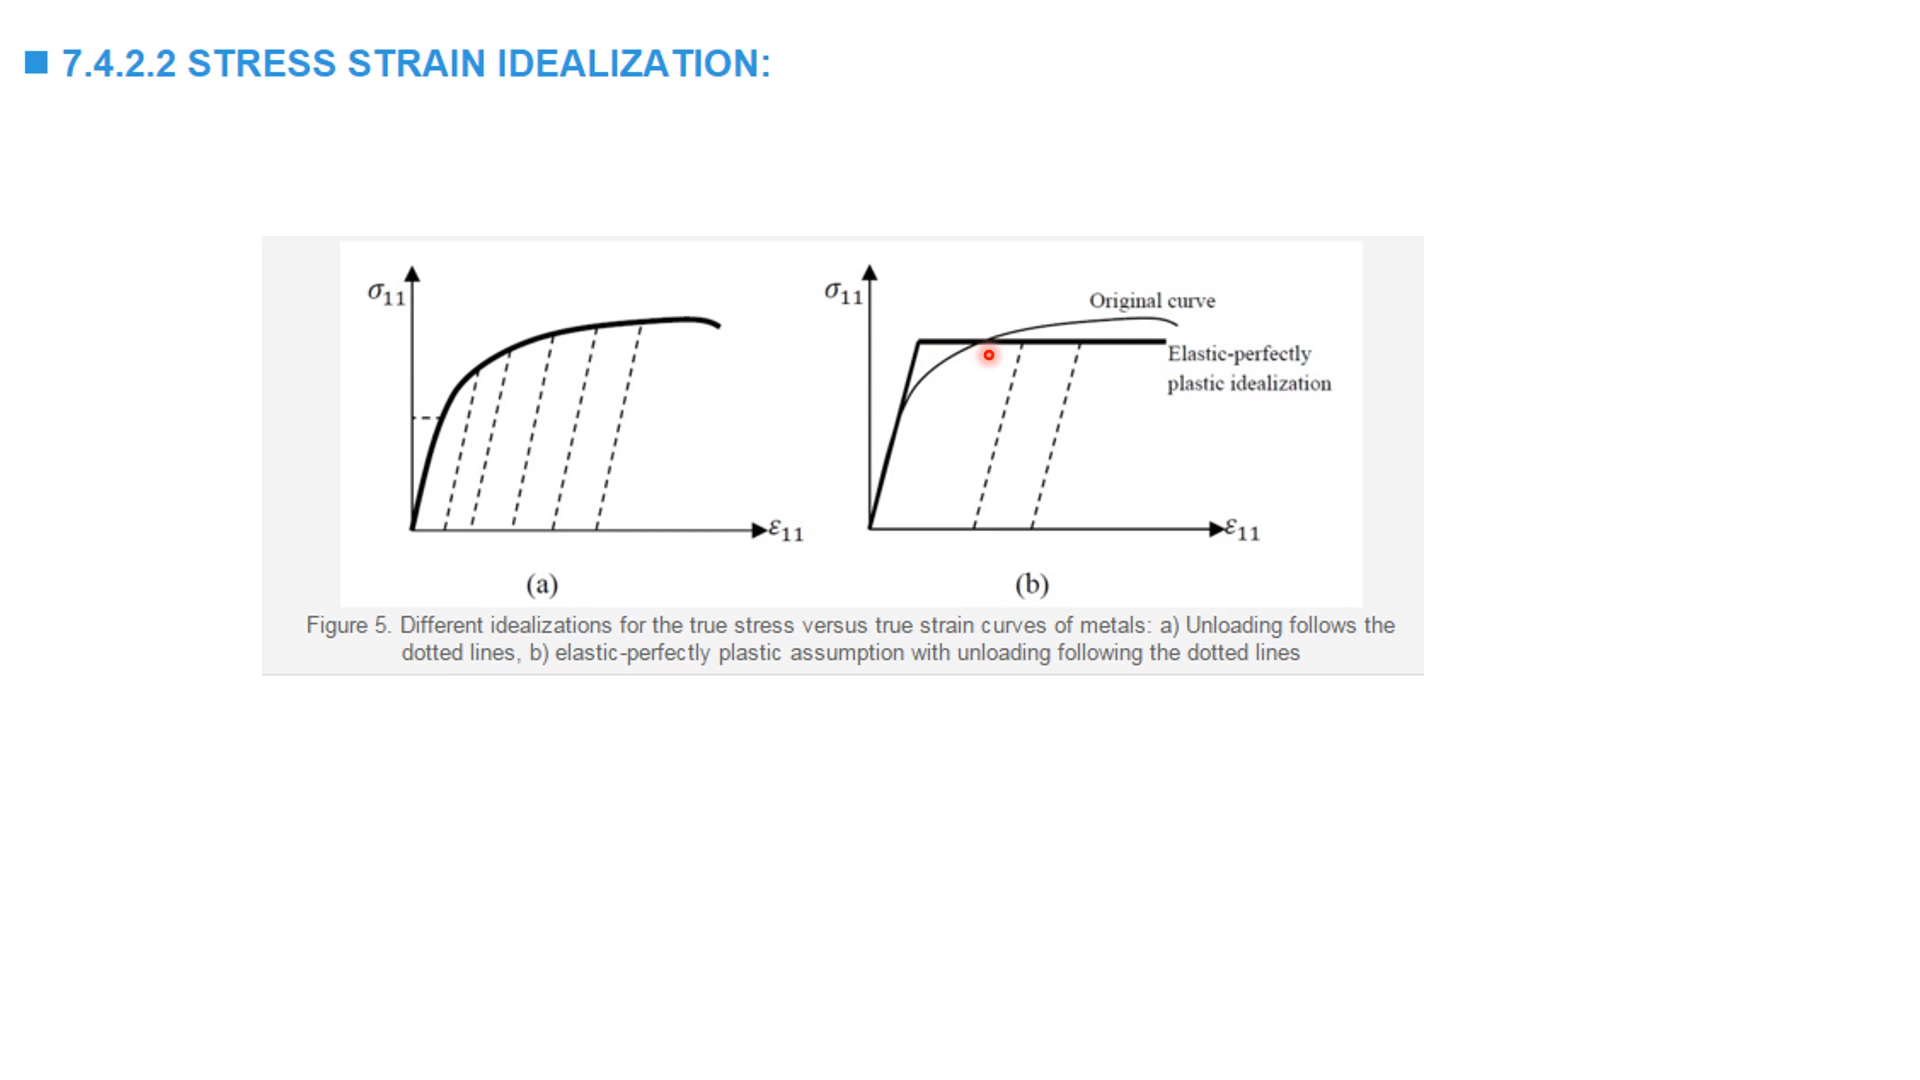 7.4.2.2 STRESS STRAIN IDEALIZATION:
σ11
ε11
(a)
σ11
Original curve
Elastic-perfectly
plastic idealization
ε11
(b)
Figure 5. Different idealizations for the true stress versus true strain curves of metals: a) Unloading follows the
dotted lines, b) elastic-perfectly plastic assumption with unloading following the dotted lines